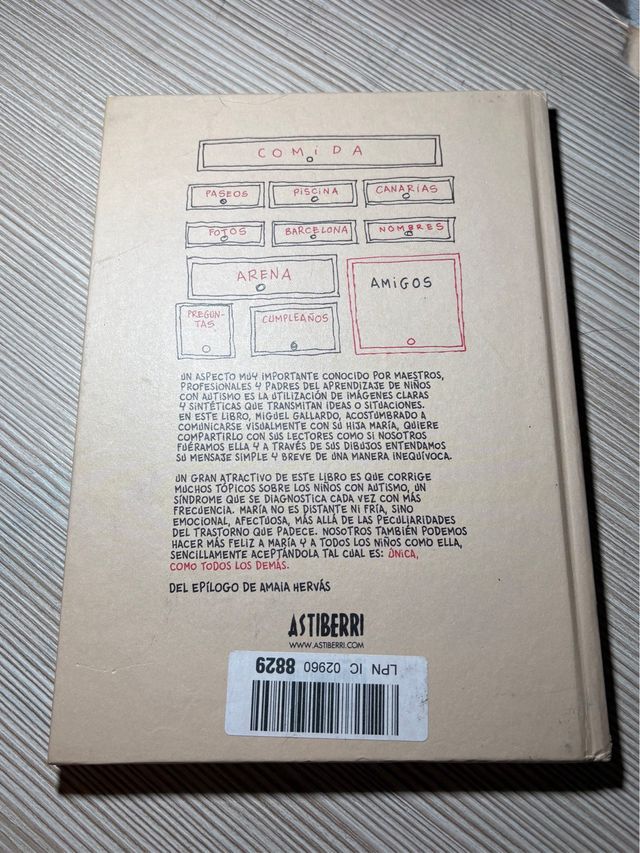 COMiDA
PASEOS PISCINA CANARIAS
FOTOS BARCELONA NOMBRES
ARENA AMiGOS
PREGUN-
TAS CUMPLEAÑOS
UN ASPECTO MUY IMPORTANTE CONOCIDO POR MAESTROS,
PROFESIONALES Y PADRES DEL APRENDIZAJE DE NIÑOS
CON AUTISMO ES LA UTILIZACIÓN DE IMÁGENES CLARAS
Y SINTÉTICAS QUE TRANSMITAN IDEAS O SITUACIONES.
EN ESTE LIBRO, MIGUEL GALLARDO, ACOSTUMBRADO A
COMUNICARSE VISUALMENTE CON SU HIJA MARÍA, QUIERE
COMPARTIRLO CON SUS LECTORES COMO SI NOSOTROS
FUÉRAMOS ELLA Y A TRAVÉS DE SUS DIBUJOS ENTENDAMOS
SU MENSAJE SIMPLE Y BREVE DE UNA MANERA INEQUÍVOCA.
UN GRAN ATRACTIVO DE ESTE LIBRO ES QUE CORRIGE
MUCHOS TÓPICOS SOBRE LOS NIÑOS CON AUTISMO, UN
SÍNDROME QUE SE DIAGNOSTICA CADA VEZ CON MÁS
FRECUENCIA. MARÍA NO ES DISTANTE NI FRÍA, SINO
EMOCIONAL, AFECTUOSA, MÁS ALLÁ DE LAS PECULIARIDADES
DEL TRASTORNO QUE PADECE. NOSOTROS TAMBIÉN PODEMOS
HACER MÁS FELIZ A MARÍA Y A TODOS LOS NIÑOS COMO ELLA,
SENCILLAMENTE ACEPTÁNDOLA TAL CUAL ES: ÚNICA,
COMO TODOS LOS DEMÁS.
DEL EPÍLOGO DE AMAIA HERVÁS
ASTIBERRI
WWW.ASTIBERRI.COM
LPN IC 02960 8829